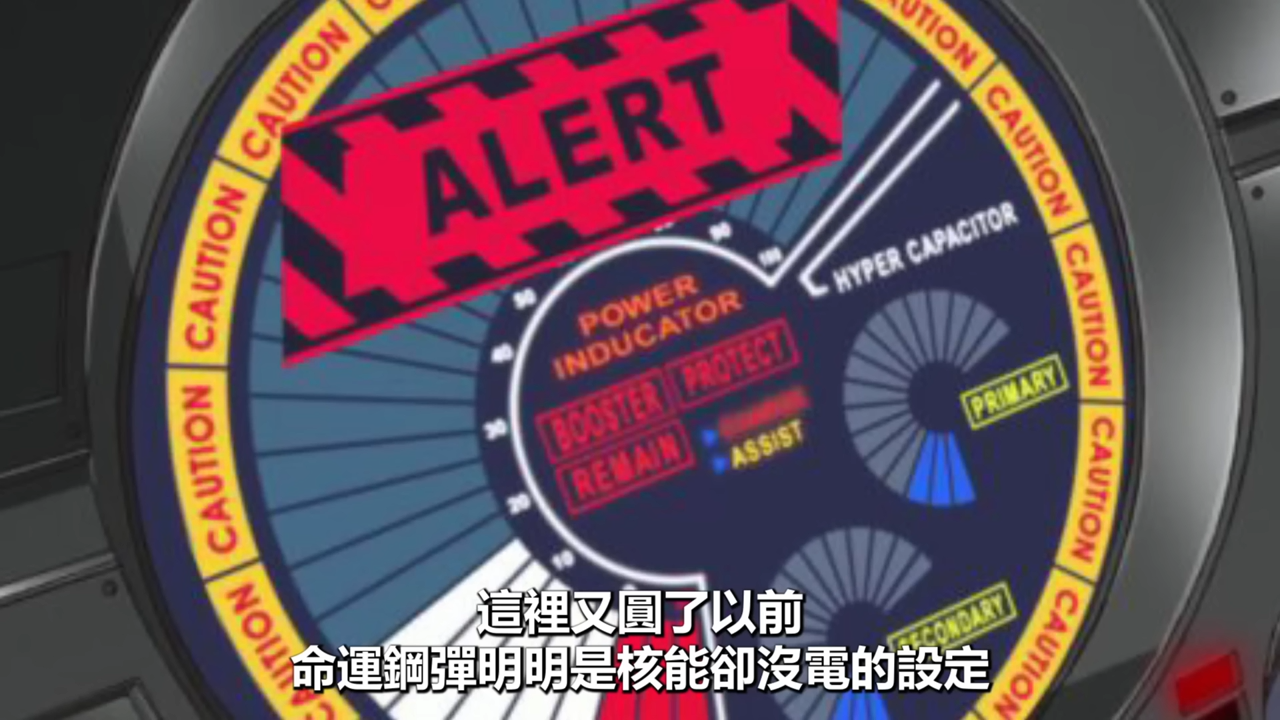 CAUTION
CAUTION
CAUTION
CAUTION
CAUTION
CAUTION
CAUTION
CAUTION
CAUTION
CAUTION
CAUTION
ALERT
50
40
30
20
10
90
100
HYPER CAPACITOR
POWER
INDUCATOR
BOOSTER
PROTECT
REMAIN
ASSIST
PRIMARY
SECONDARY
這裡又圓了以前
命運鋼彈明明是核能卻沒電的設定